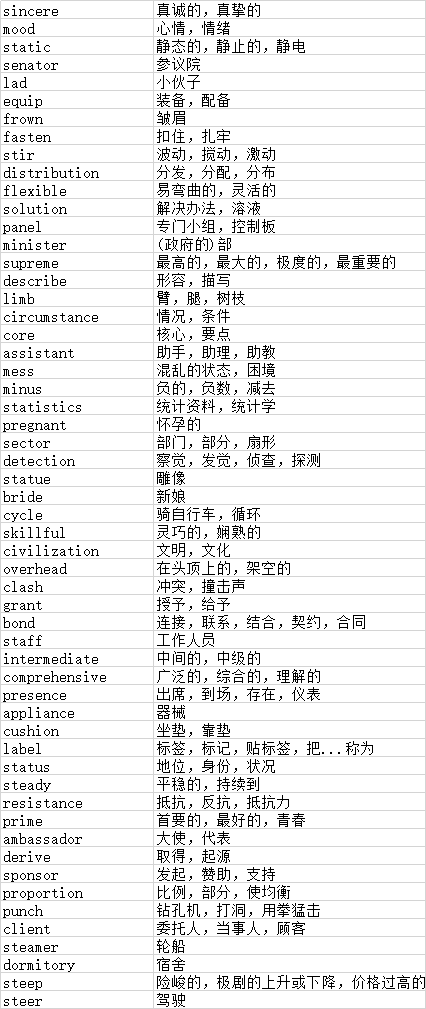 sincere 真诚的，真挚的
mood 心情，情绪
static 静态的，静止的，静电
senator 参议院
lad 小伙子
equip 装备，配备
frown 皱眉
fasten 扣住，扎牢
stir 波动，搅动，激动
distribution 分发，分配，分布
flexible 易弯曲的，灵活的
solution 解决办法，溶液
panel 专门小组，控制板
minister (政府的)部
supreme 最高的，最大的，极度的，最重要的
describe 形容，描写
limb 臂，腿，树枝
circumstance 情况，条件
core 核心，要点
assistant 助手，助理，助教
mess 混乱的状态，困境
minus 负的，负数，减去
statistics 统计资料，统计学
pregnant 怀孕的
sector 部门，部分，扇形
detection 察觉，发觉，侦查，探测
statue 雕像
bride 新娘
cycle 骑自行车，循环
skillful 灵巧的，娴熟的
civilization 文明，文化
overhead 在头顶上的，架空的
clash 冲突，撞击声
grant 授予，给予
bond 连接，联系，结合，契约，合同
staff 工作人员
intermediate 中间的，中级的
comprehensive 广泛的，综合的，理解的
presence 出席，到场，存在，仪表
appliance 器械
cushion 坐垫，靠垫
label 标签，标记，贴标签，把...称为
status 地位，身份，状况
steady 平稳的，持续到
resistance 抵抗，反抗，抵抗力
prime 首要的，最好的，青春
ambassador 大使，代表
derive 取得，起源
sponsor 发起，赞助，支持
proportion 比例，部分，使均衡
punch 钻孔机，打洞，用拳猛击
client 委托人，当事人，顾客
steamer 轮船
dormitory 宿舍
steep 险峻的，极剧的上升或下降，价格过高的
steer 驾驶